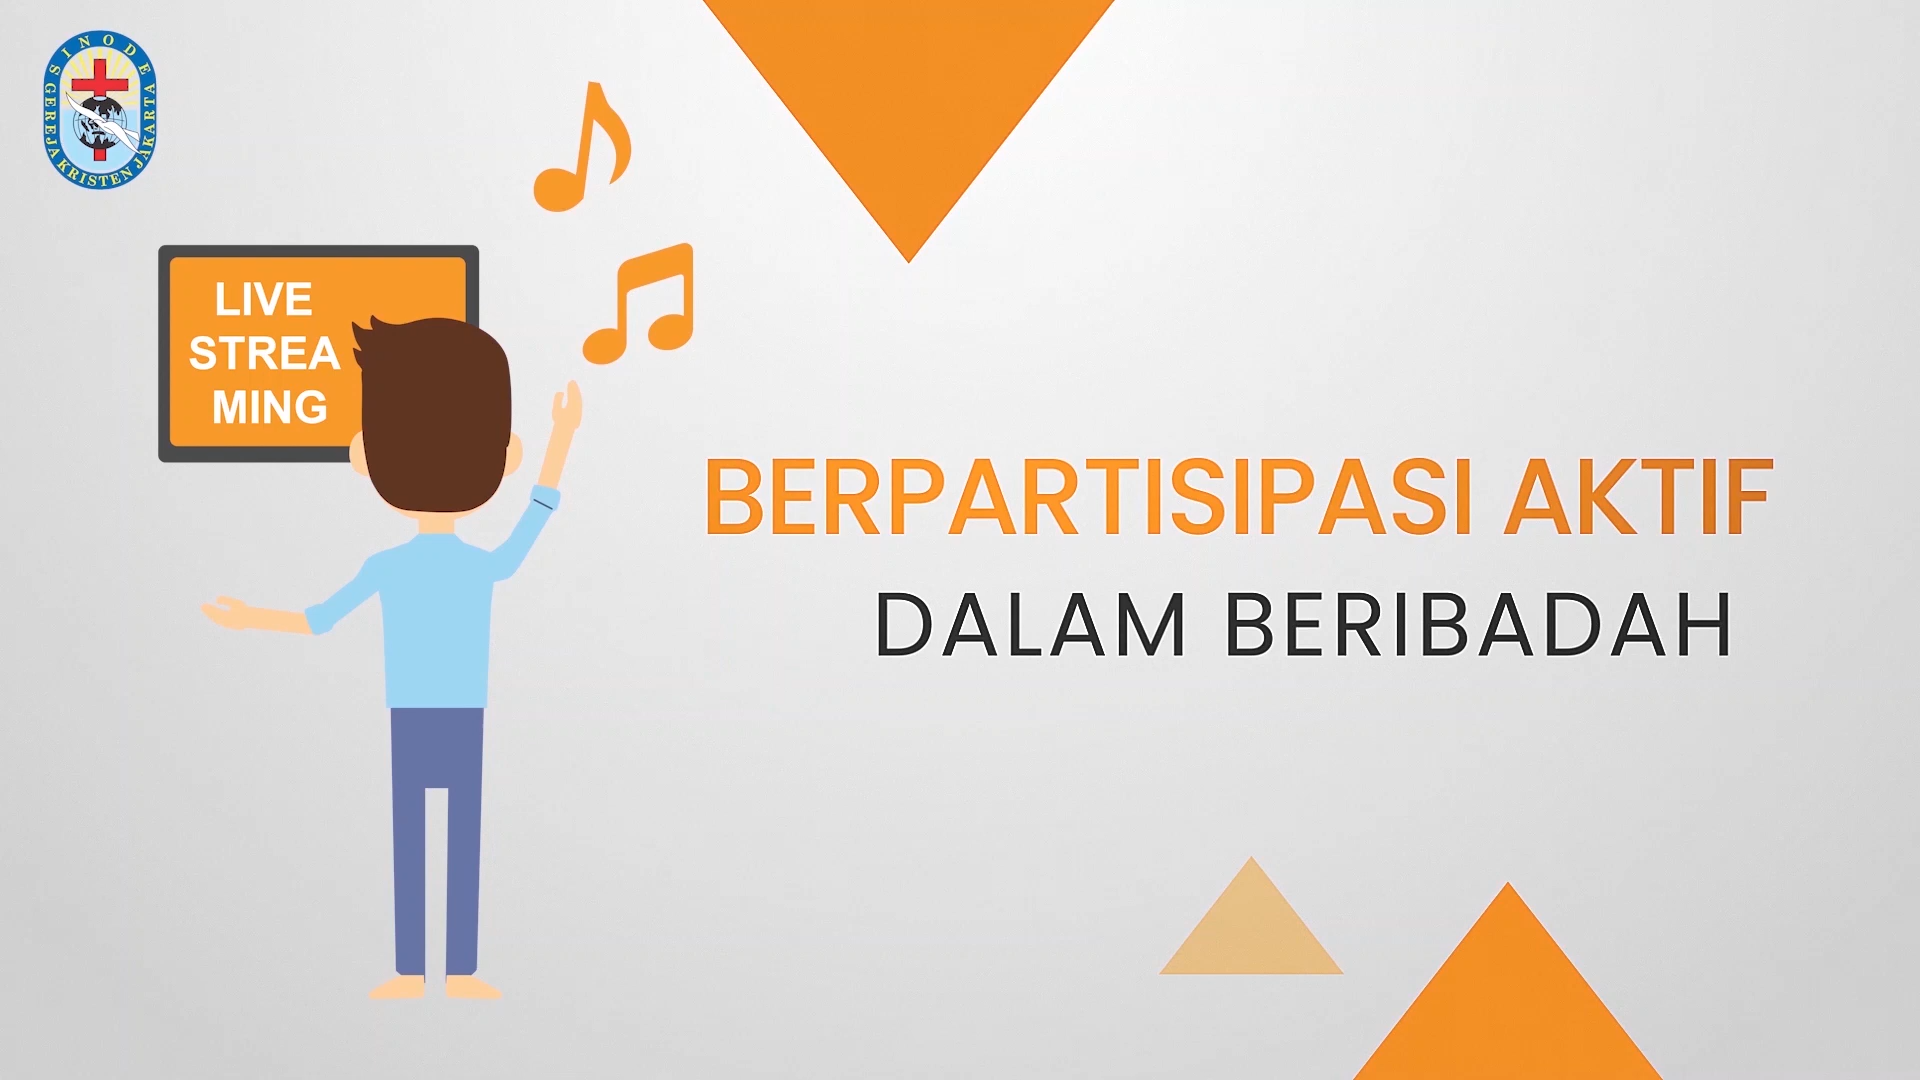 SINODE
GEREJA KRISTEN JAKARTA
LIVE
STREA
MING
BERPARTISIPASI AKTIF
DALAM BERIBADAH